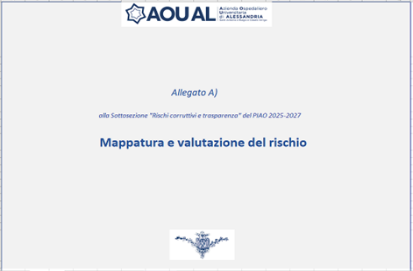 AOU AL Azienda Ospedaliero
Universitaria
di ALESSANDRIA
Allegato A)
alla Sottosezione "Rischi corruttivi e trasparenza" del PIAO 2025-2027
Mappatura e valutazione del rischio